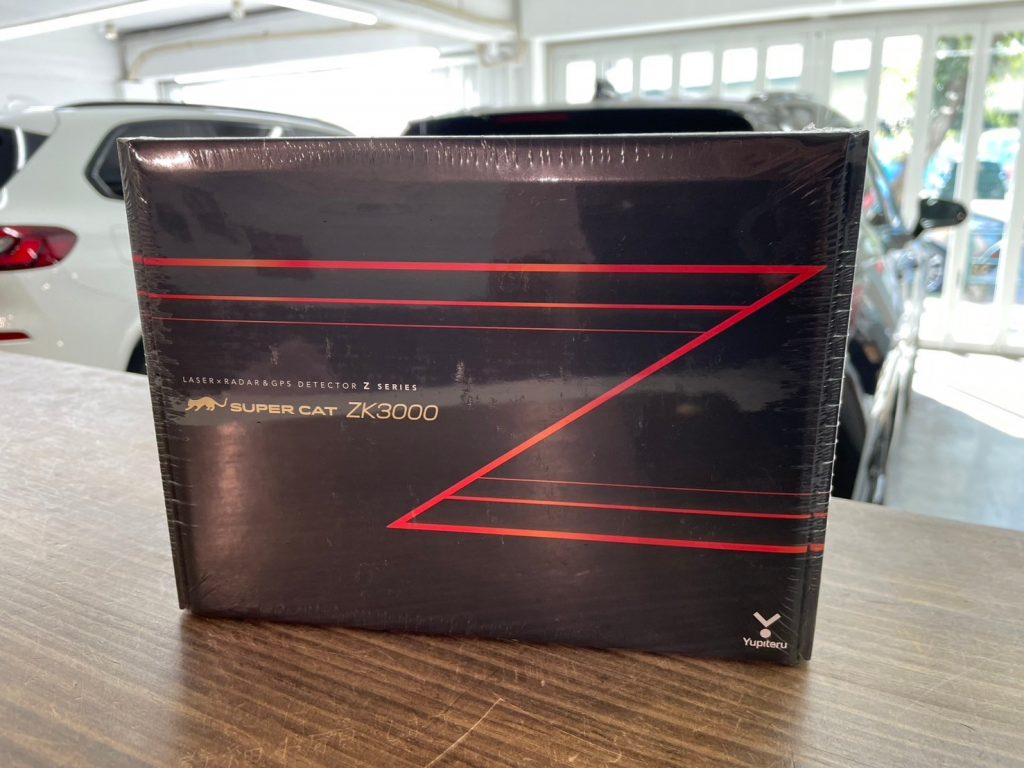 LASER×RADAR&GPS DETECTOR Z SERIES
SUPER CAT ZK3000
Yupiteru